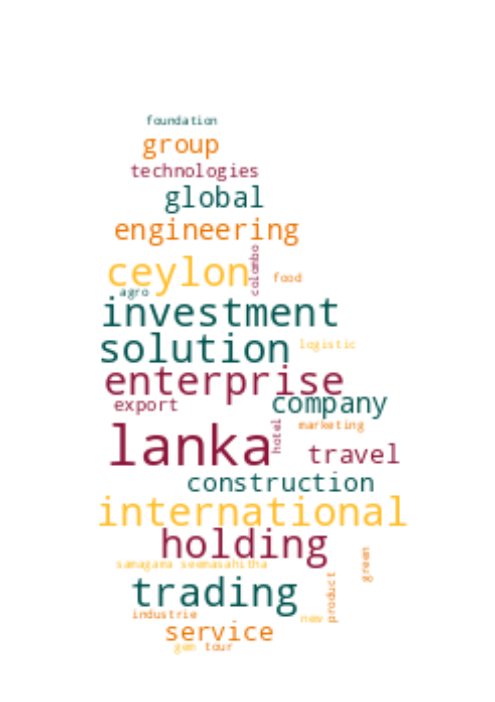 foundation
group
technologies
global
engineering
colombo
ceylon
food
agro
investment
solution
logistic
enterprise
company
export
marketing
lanka
hotel
travel
construction
international
holding
green
samagama seemasahitha
trading
product
industrie
new
service
gem tour